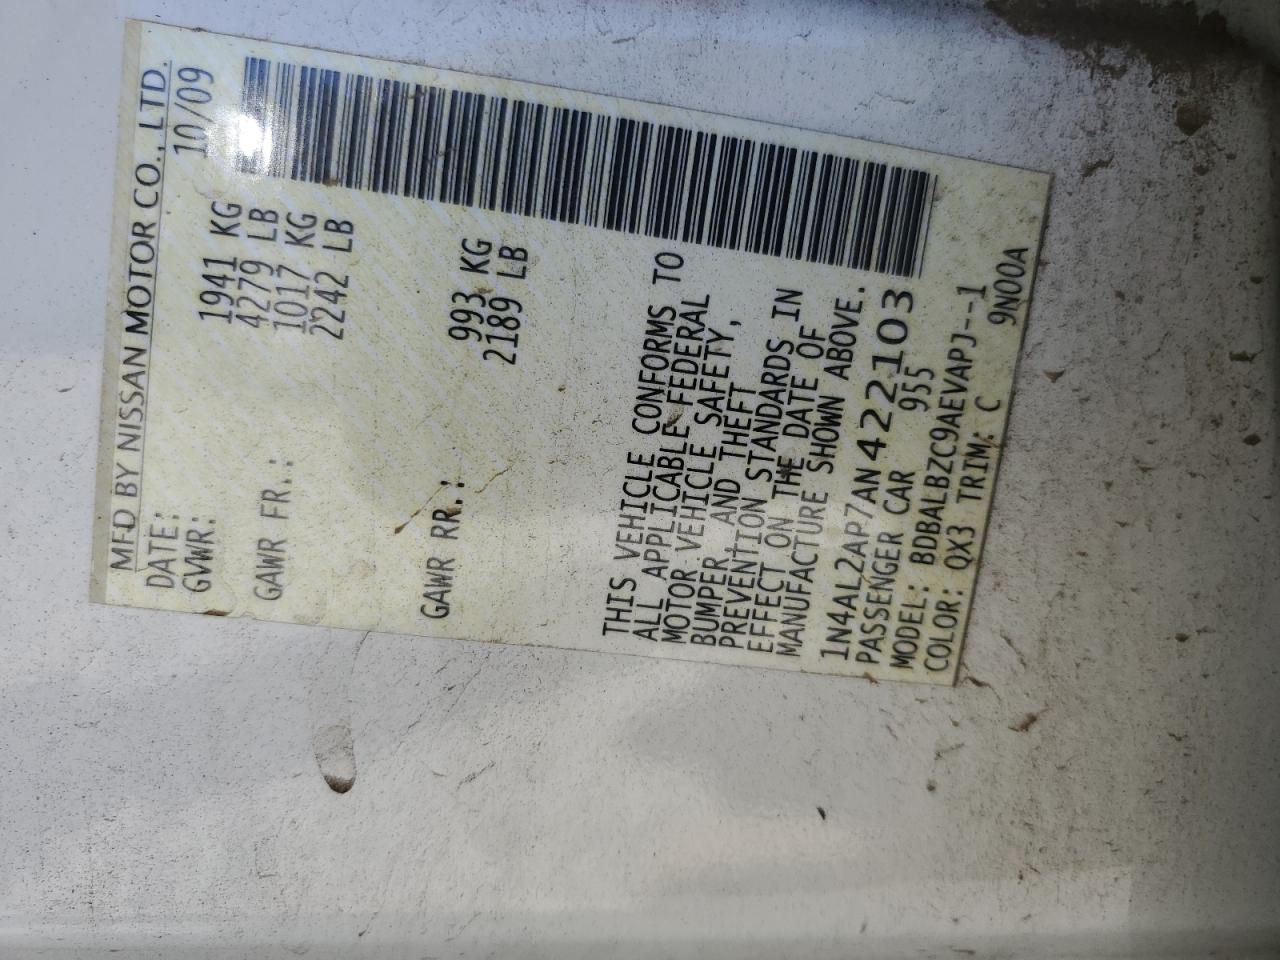 MFD BY NISSAN MOTOR CO., LTD.
DATE: 10/09
GVWR: 1941 KG
4279 LB
GAWR FR.: 1017 KG
2242 LB
GAWR RR.: 993 KG
2189 LB
THIS VEHICLE CONFORMS TO
ALL APPLICABLE FEDERAL
MOTOR VEHICLE SAFETY,
BUMPER, AND THEFT
PREVENTION STANDARDS IN
EFFECT ON THE DATE OF
MANUFACTURE SHOWN ABOVE.
1N4AL2AP7AN422103
PASSENGER CAR 955
MODEL: BDBALBZC9AEVAPJ--1
COLOR: QX3 TRIM: C 9N00A